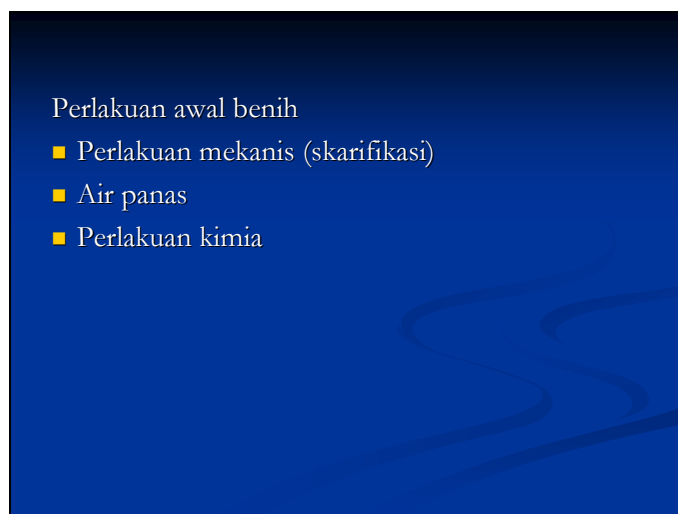 Perlakuan awal benih
Perlakuan mekanis (skarifikasi)
Air panas
Perlakuan kimia